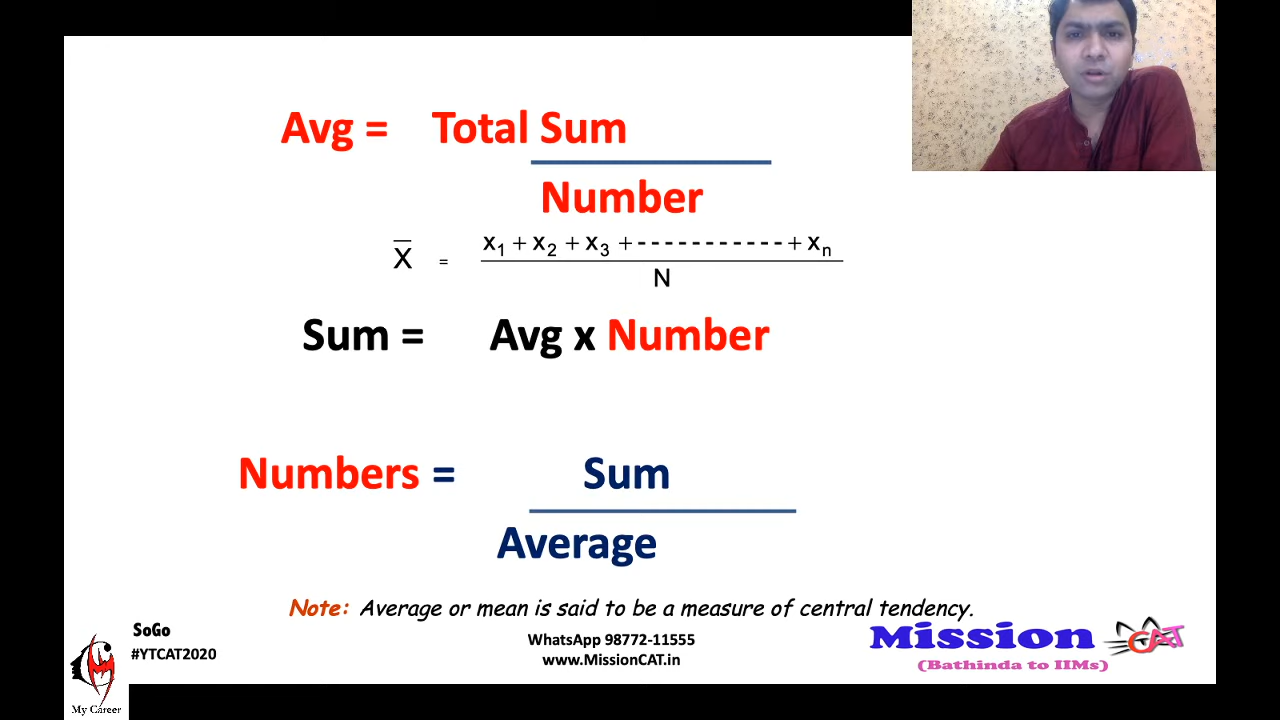 Avg = Total Sum
Number
X̅ = x₁ + x₂ + x₃ + - - - - - - - - - - - + xₙ
N
Sum = Avg x Number
Numbers = Sum
Average
Note: Average or mean is said to be a measure of central tendency.
SoGo
#YTCAT2020
My Career
WhatsApp 98772-11555
www.MissionCAT.in
Mission CAT
(Bathinda to IIMs)